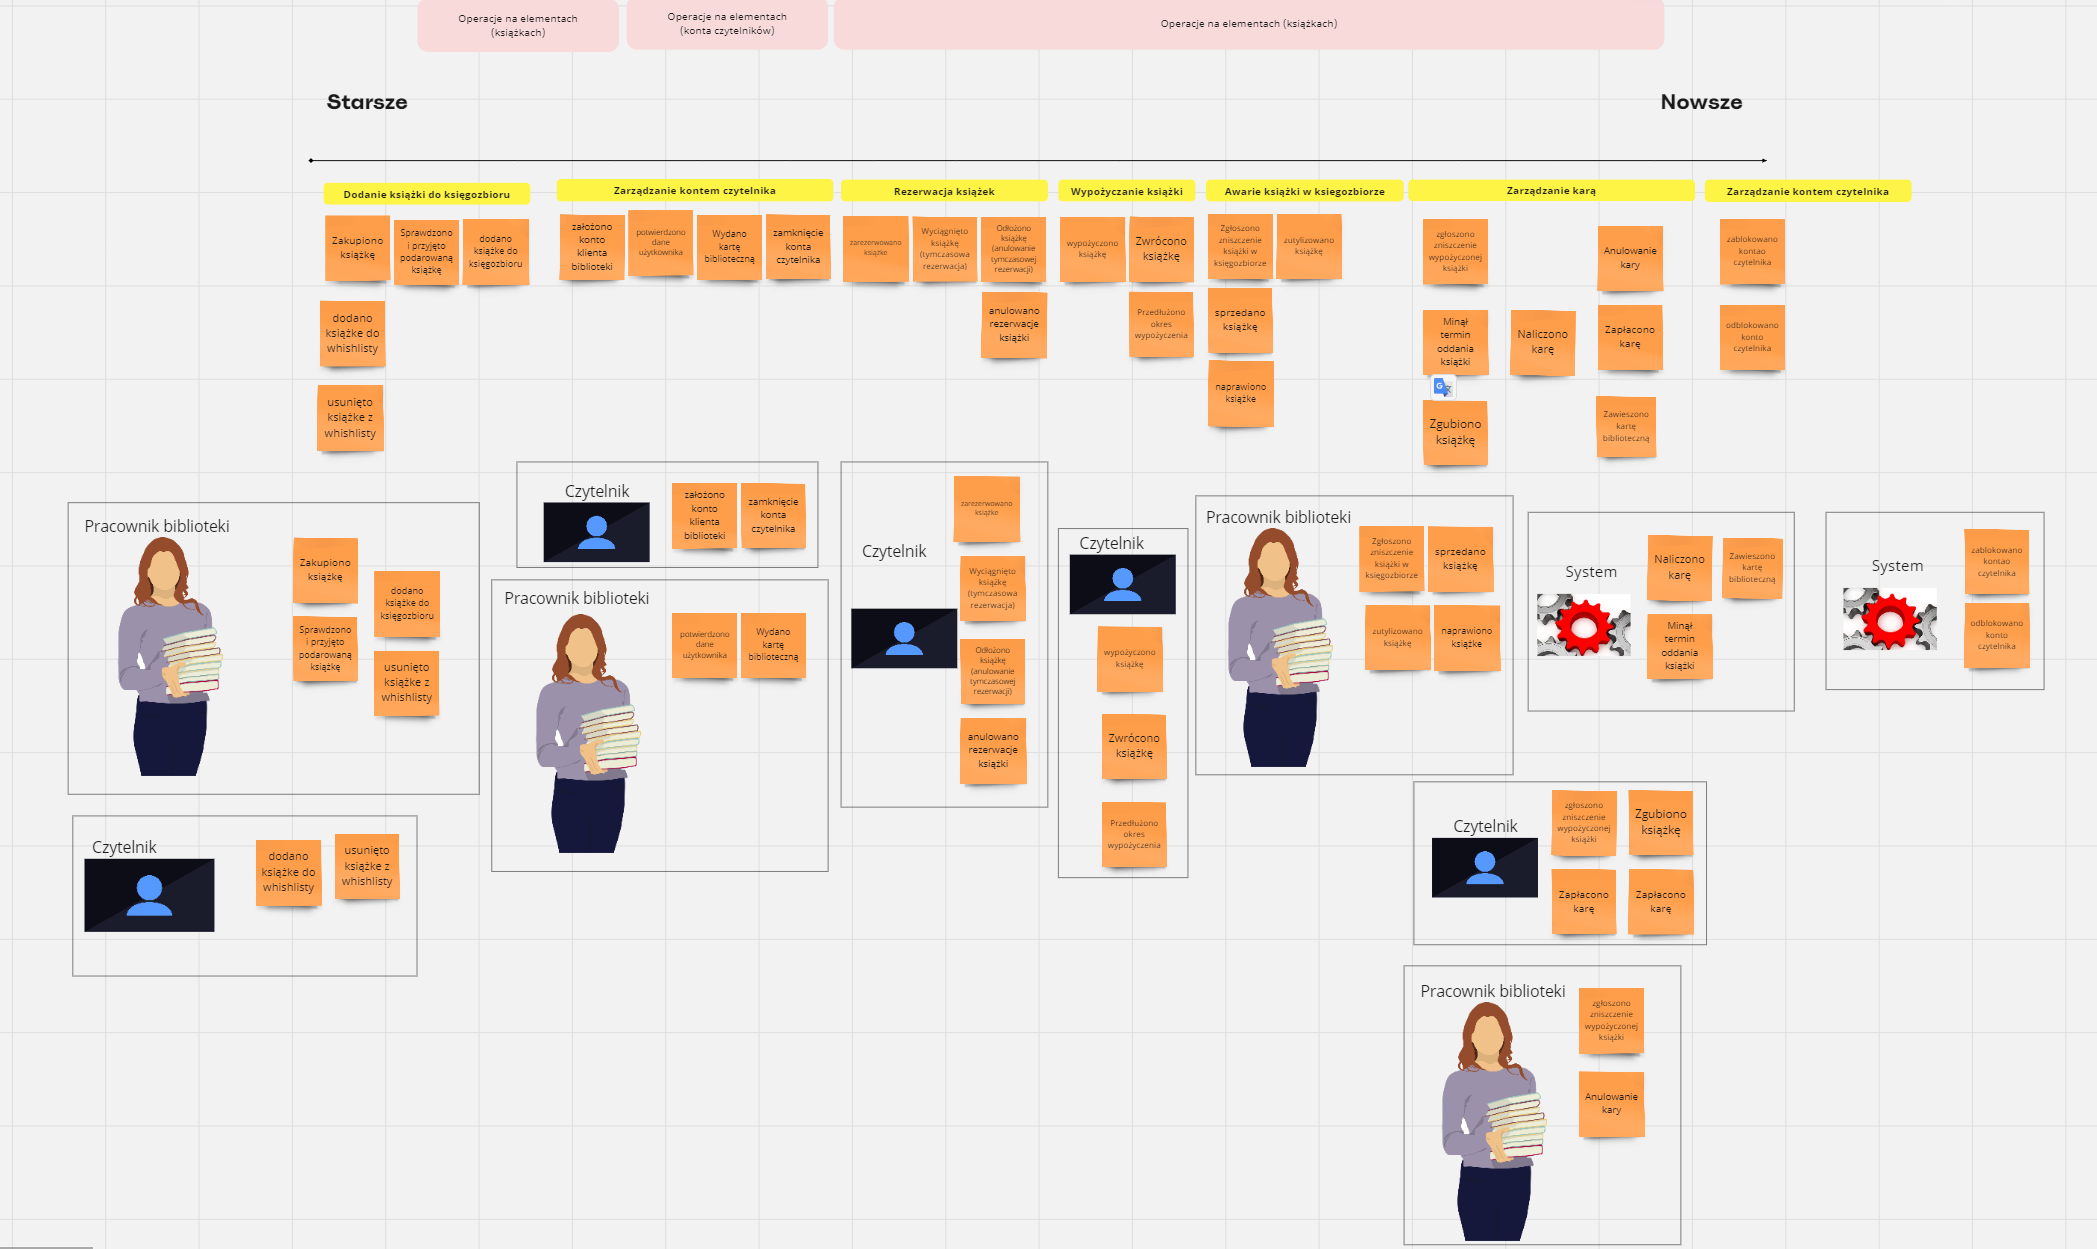 Operacje na elementach
(książkach)
Operacje na elementach
(konta czytelników)
Operacje na elementach (książkach)
Starsze
Nowsze
Dodanie książki do księgozbioru
Zarządzanie kontem czytelnika
Rezerwacja książek
Wypożyczanie książki
Awarie książki w ksiegozbiorze
Zarządzanie karą
Zarządzanie kontem czytelnika
Zakupiono
książkę
Sprawdzono
i przyjęto
podarowaną
książkę
dodano
książke do
księgozbioru
dodano
książke do
whishlisty
usunięto
książke z
whishlisty
założono
konto
klienta
biblioteki
potwierdzono
dane
użytkownika
Wydano
kartę
biblioteczną
zamknięcie
konta
czytelnika
zarezerwowano
książke
Wyciągnięto
książkę
(tymczasowa
rezerwacja)
Odłożono
książkę
(anulowanie
tymczasowej
rezerwacji)
anulowano
rezerwacje
książki
wypożyczono
książkę
Zwrócono
książkę
Przedłużono
okres
wypożyczenia
Zgłoszono
zniszczenie
książki w
księgozbiorze
zutylizowano
książkę
sprzedano
książkę
naprawiono
książke
zgłoszono
zniszczenie
wypożyczonej
książki
Minął
termin
oddania
książki
Zgubiono
książkę
Naliczono
karę
Anulowanie
kary
Zapłacono
karę
Zawieszono
kartę
biblioteczną
zablokowano
kontao
czytelnika
odblokowano
konto
czytelnika
Pracownik biblioteki
Zakupiono
książkę
Sprawdzono
i przyjęto
podarowaną
książkę
dodano
książke do
księgozbioru
usunięto
książke z
whishlisty
Czytelnik
dodano
książke do
whishlisty
usunięto
książke z
whishlisty
Czytelnik
założono
konto
klienta
biblioteki
zamknięcie
konta
czytelnika
Pracownik biblioteki
potwierdzono
dane
użytkownika
Wydano
kartę
biblioteczną
Czytelnik
zarezerwowano
książke
Wyciągnięto
książkę
(tymczasowa
rezerwacja)
Odłożono
książkę
(anulowanie
tymczasowej
rezerwacji)
anulowano
rezerwacje
książki
Czytelnik
wypożyczono
książkę
Zwrócono
książkę
Przedłużono
okres
wypożyczenia
Pracownik biblioteki
Zgłoszono
zniszczenie
książki w
księgozbiorze
sprzedano
książkę
zutylizowano
książkę
naprawiono
książke
System
Naliczono
karę
Zawieszono
kartę
biblioteczną
Minął
termin
oddania
książki
System
zablokowano
kontao
czytelnika
odblokowano
konto
czytelnika
Czytelnik
zgłoszono
zniszczenie
wypożyczonej
książki
Zgubiono
książkę
Zapłacono
karę
Zapłacono
karę
Pracownik biblioteki
zgłoszono
zniszczenie
wypożyczonej
książki
Anulowanie
kary